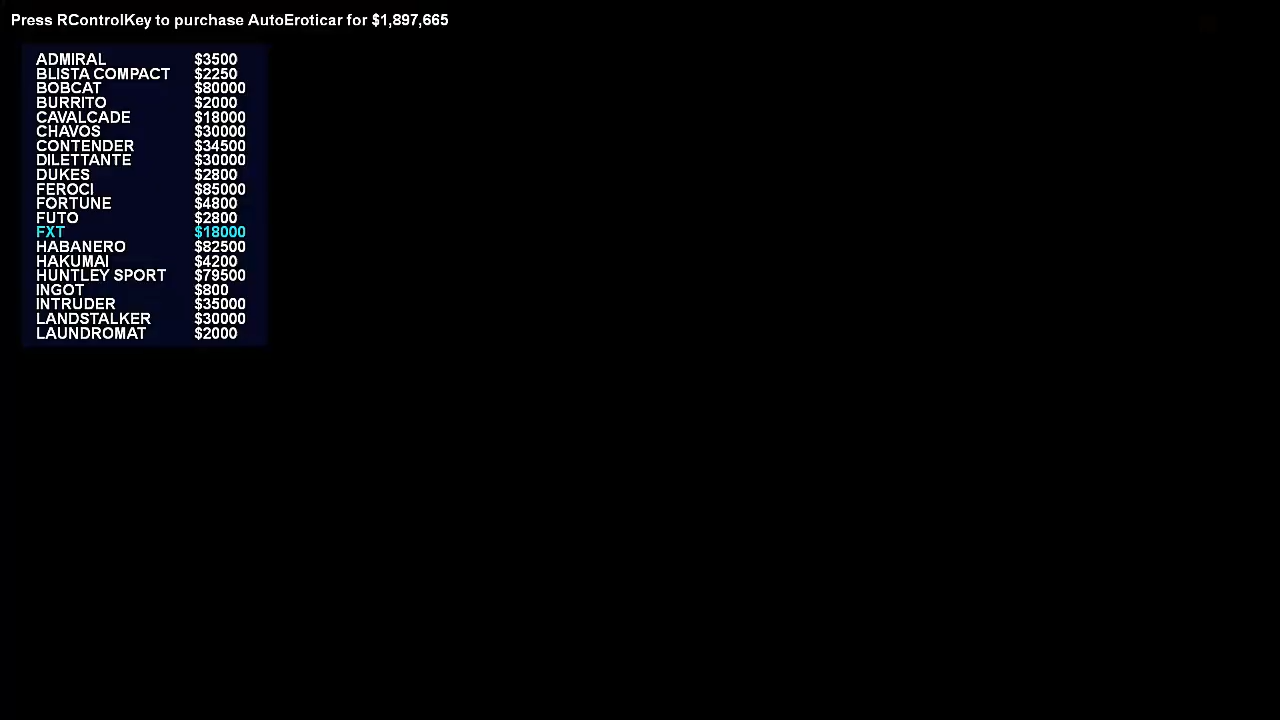 Press RControlKey to purchase AutoEroticar for $1,897,665
ADMIRAL $3500
BLISTA COMPACT $2250
BOBCAT $80000
BURRITO $2000
CAVALCADE $18000
CHAVOS $30000
CONTENDER $34500
DILETTANTE $30000
DUKES $2800
FEROCI $85000
FORTUNE $4800
FUTO $2800
FXT $18000
HABANERO $82500
HAKUMAI $4200
HUNTLEY SPORT $79500
INGOT $800
INTRUDER $35000
LANDSTALKER $30000
LAUNDROMAT $2000